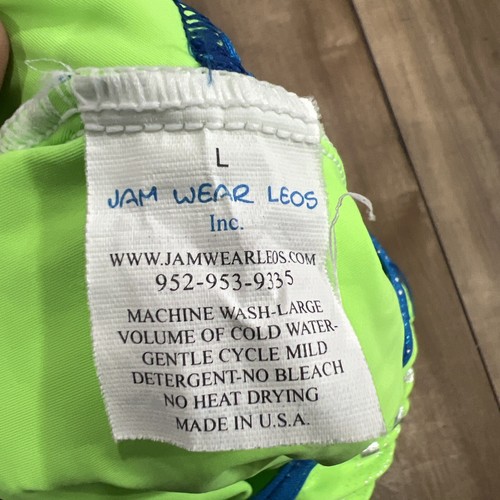 L
JAM WEAR LEOS
Inc.
WWW.JAMWEARLEOS.COM
952-953-9335
MACHINE WASH-LARGE
VOLUME OF COLD WATER-
GENTLE CYCLE MILD
DETERGENT-NO BLEACH
NO HEAT DRYING
MADE IN U.S.A.